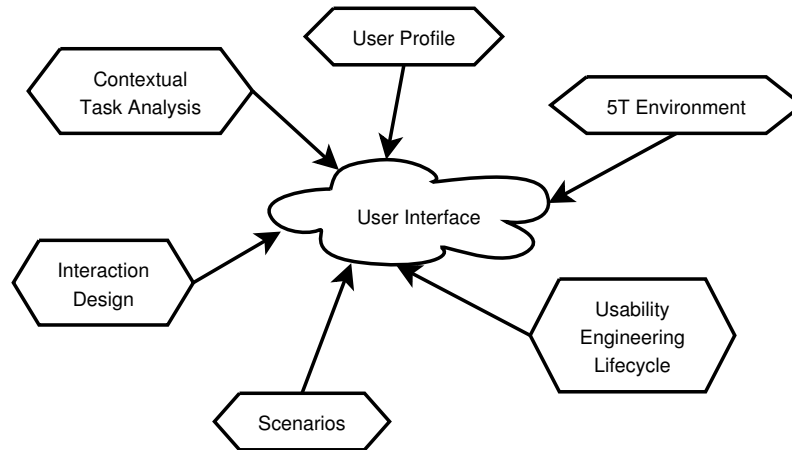 User Profile
Contextual
Task Analysis
5T Environment
User Interface
Interaction
Design
Usability
Engineering
Lifecycle
Scenarios